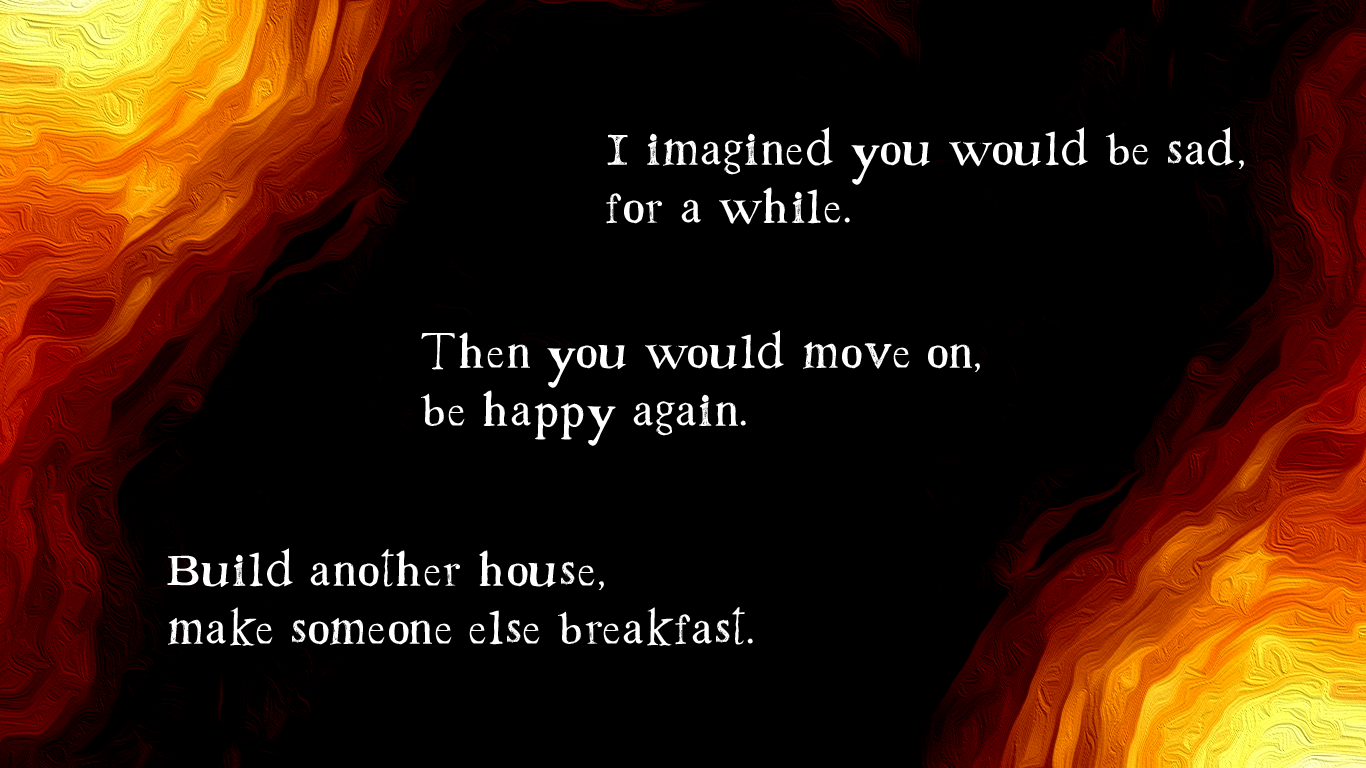 I imagined you would be sad,
for a while.
Then you would move on,
be happy again.
Build another house,
make someone else breakfast.